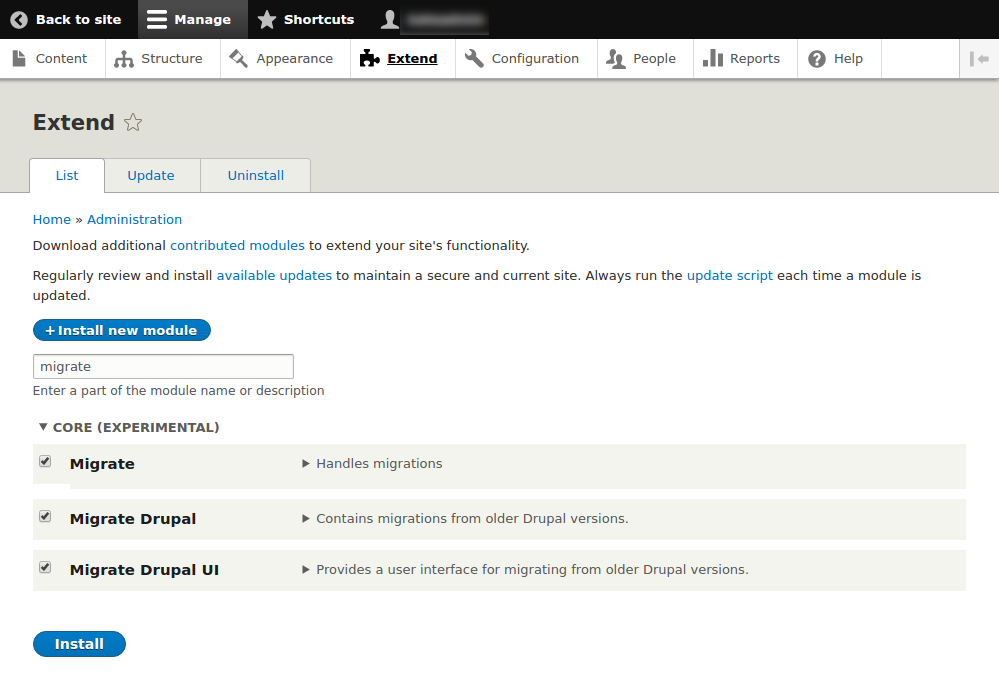 Back to site Manage Shortcuts
Content Structure Appearance Extend Configuration People Reports Help
Extend
List Update Uninstall
Home » Administration
Download additional contributed modules to extend your site's functionality.
Regularly review and install available updates to maintain a secure and current site. Always run the update script each time a module is
updated.
+ Install new module
migrate
Enter a part of the module name or description
▼ CORE (EXPERIMENTAL)
Migrate ► Handles migrations
Migrate Drupal ► Contains migrations from older Drupal versions.
Migrate Drupal UI ► Provides a user interface for migrating from older Drupal versions.
Install